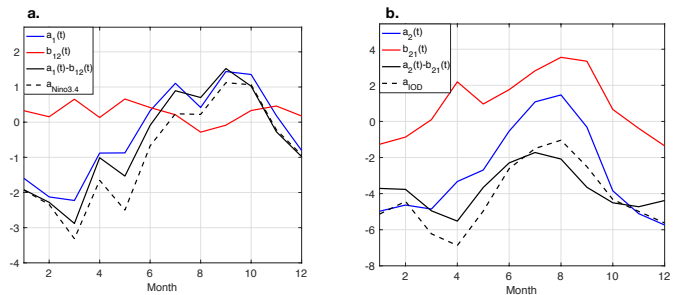 a.
a1(t)
b12(t)
a1(t)-b12(t)
aNino3.4
2
1
0
-1
-2
-3
-4
2 4 6 8 10 12
Month
b.
a2(t)
b21(t)
a2(t)-b21(t)
aIOD
4
2
0
-2
-4
-6
-8
2 4 6 8 10 12
Month